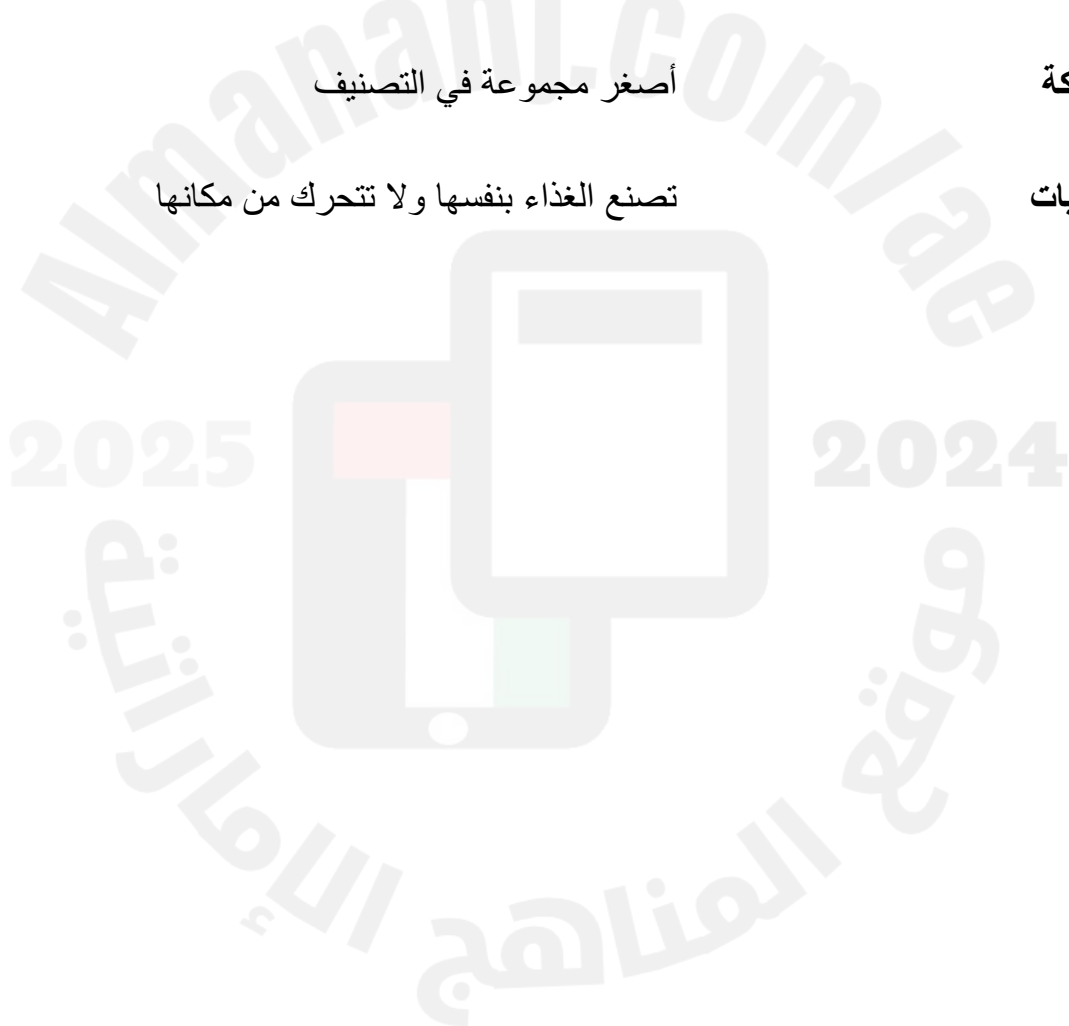 أصغر مجموعة في التصنيف
تصنع الغذاء بنفسها ولا تتحرك من مكانها
Almanahj.com/ae
2025 2024
موقع المناهج الإماراتية